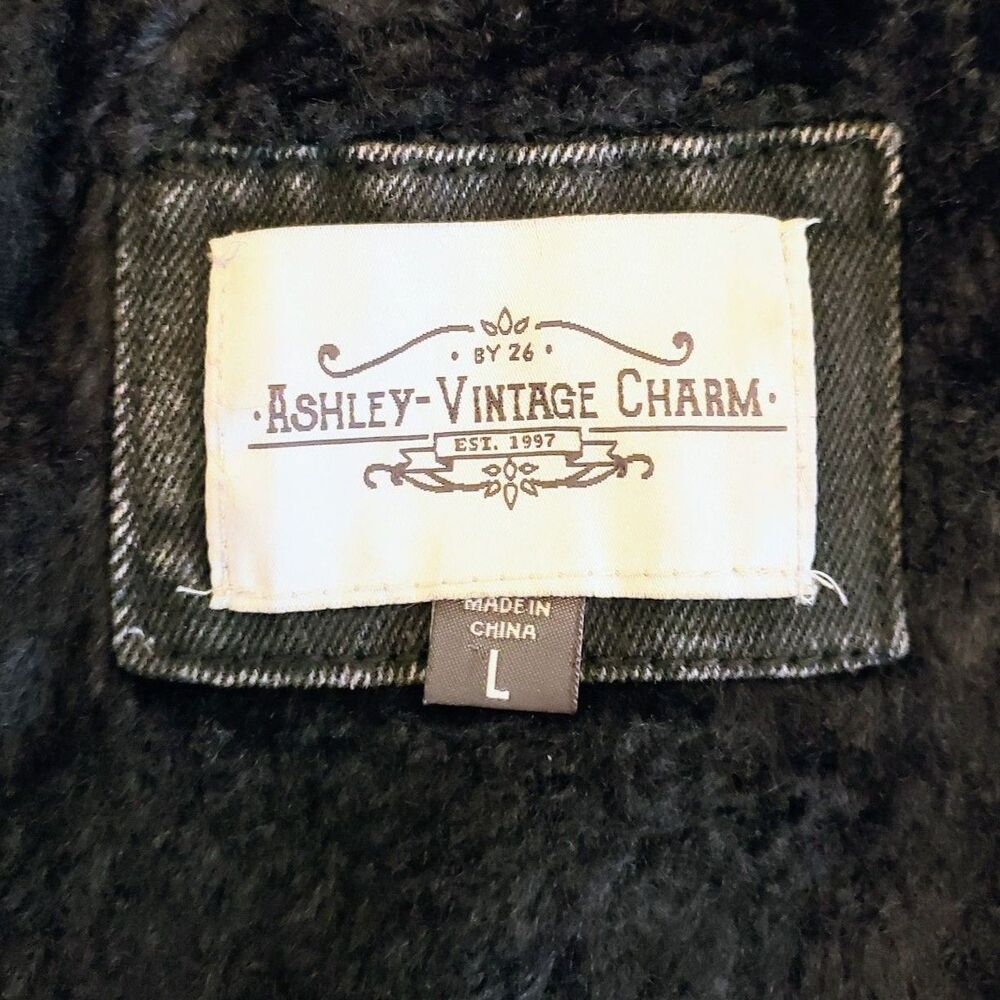 • BY 26 •
·ASHLEY-VINTAGE CHARM·
EST. 1997
MADE IN
CHINA
L